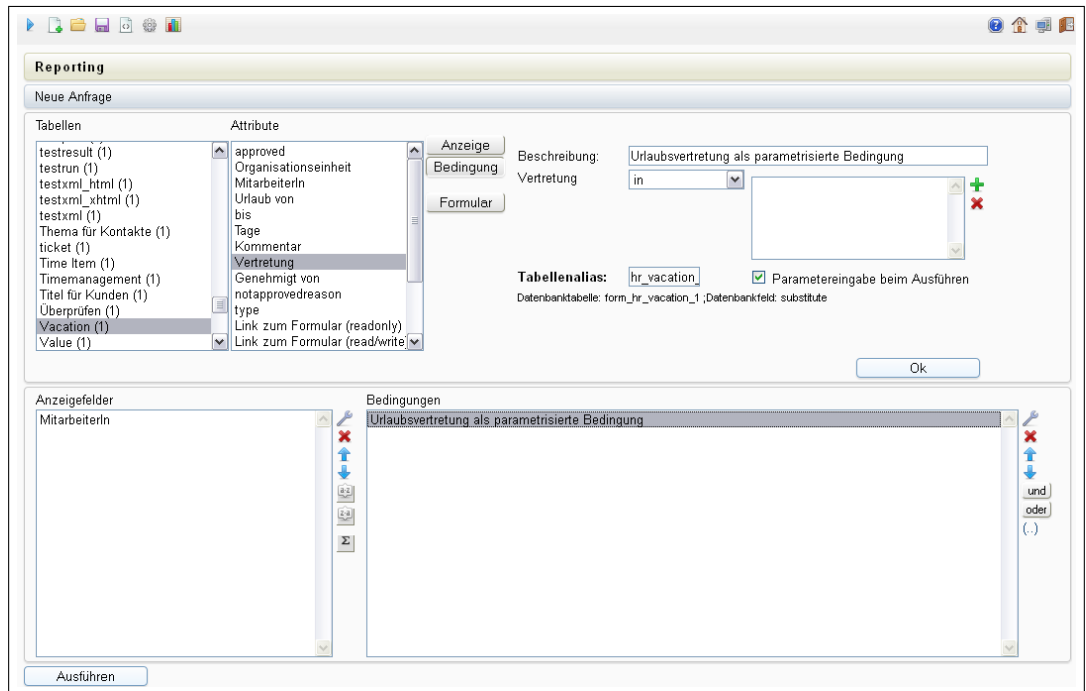 Reporting
Neue Anfrage
Tabellen
Attribute
testresult (1)
testrun (1)
testxml_html (1)
testxml_xhtml (1)
testxml (1)
Thema für Kontakte (1)
ticket (1)
Time Item (1)
Timemanagement (1)
Titel für Kunden (1)
Überprüfen (1)
Vacation (1)
Value (1)
approved
Organisationseinheit
MitarbeiterIn
Urlaub von
bis
Tage
Kommentar
Vertretung
Genehmigt von
notapprovedreason
type
Link zum Formular (readonly)
Link zum Formular (read/write)
Anzeige
Bedingung
Formular
Beschreibung: Urlaubsvertretung als parametrisierte Bedingung
Vertretung in
Tabellenalias: hr_vacation_ Parametereingabe beim Ausführen
Datenbanktabelle: form_hr_vacation_1 ;Datenbankfeld: substitute
Ok
Anzeigefelder
MitarbeiterIn
a-z
z-a
Σ
Bedingungen
Urlaubsvertretung als parametrisierte Bedingung
und
oder
(..)
Ausführen